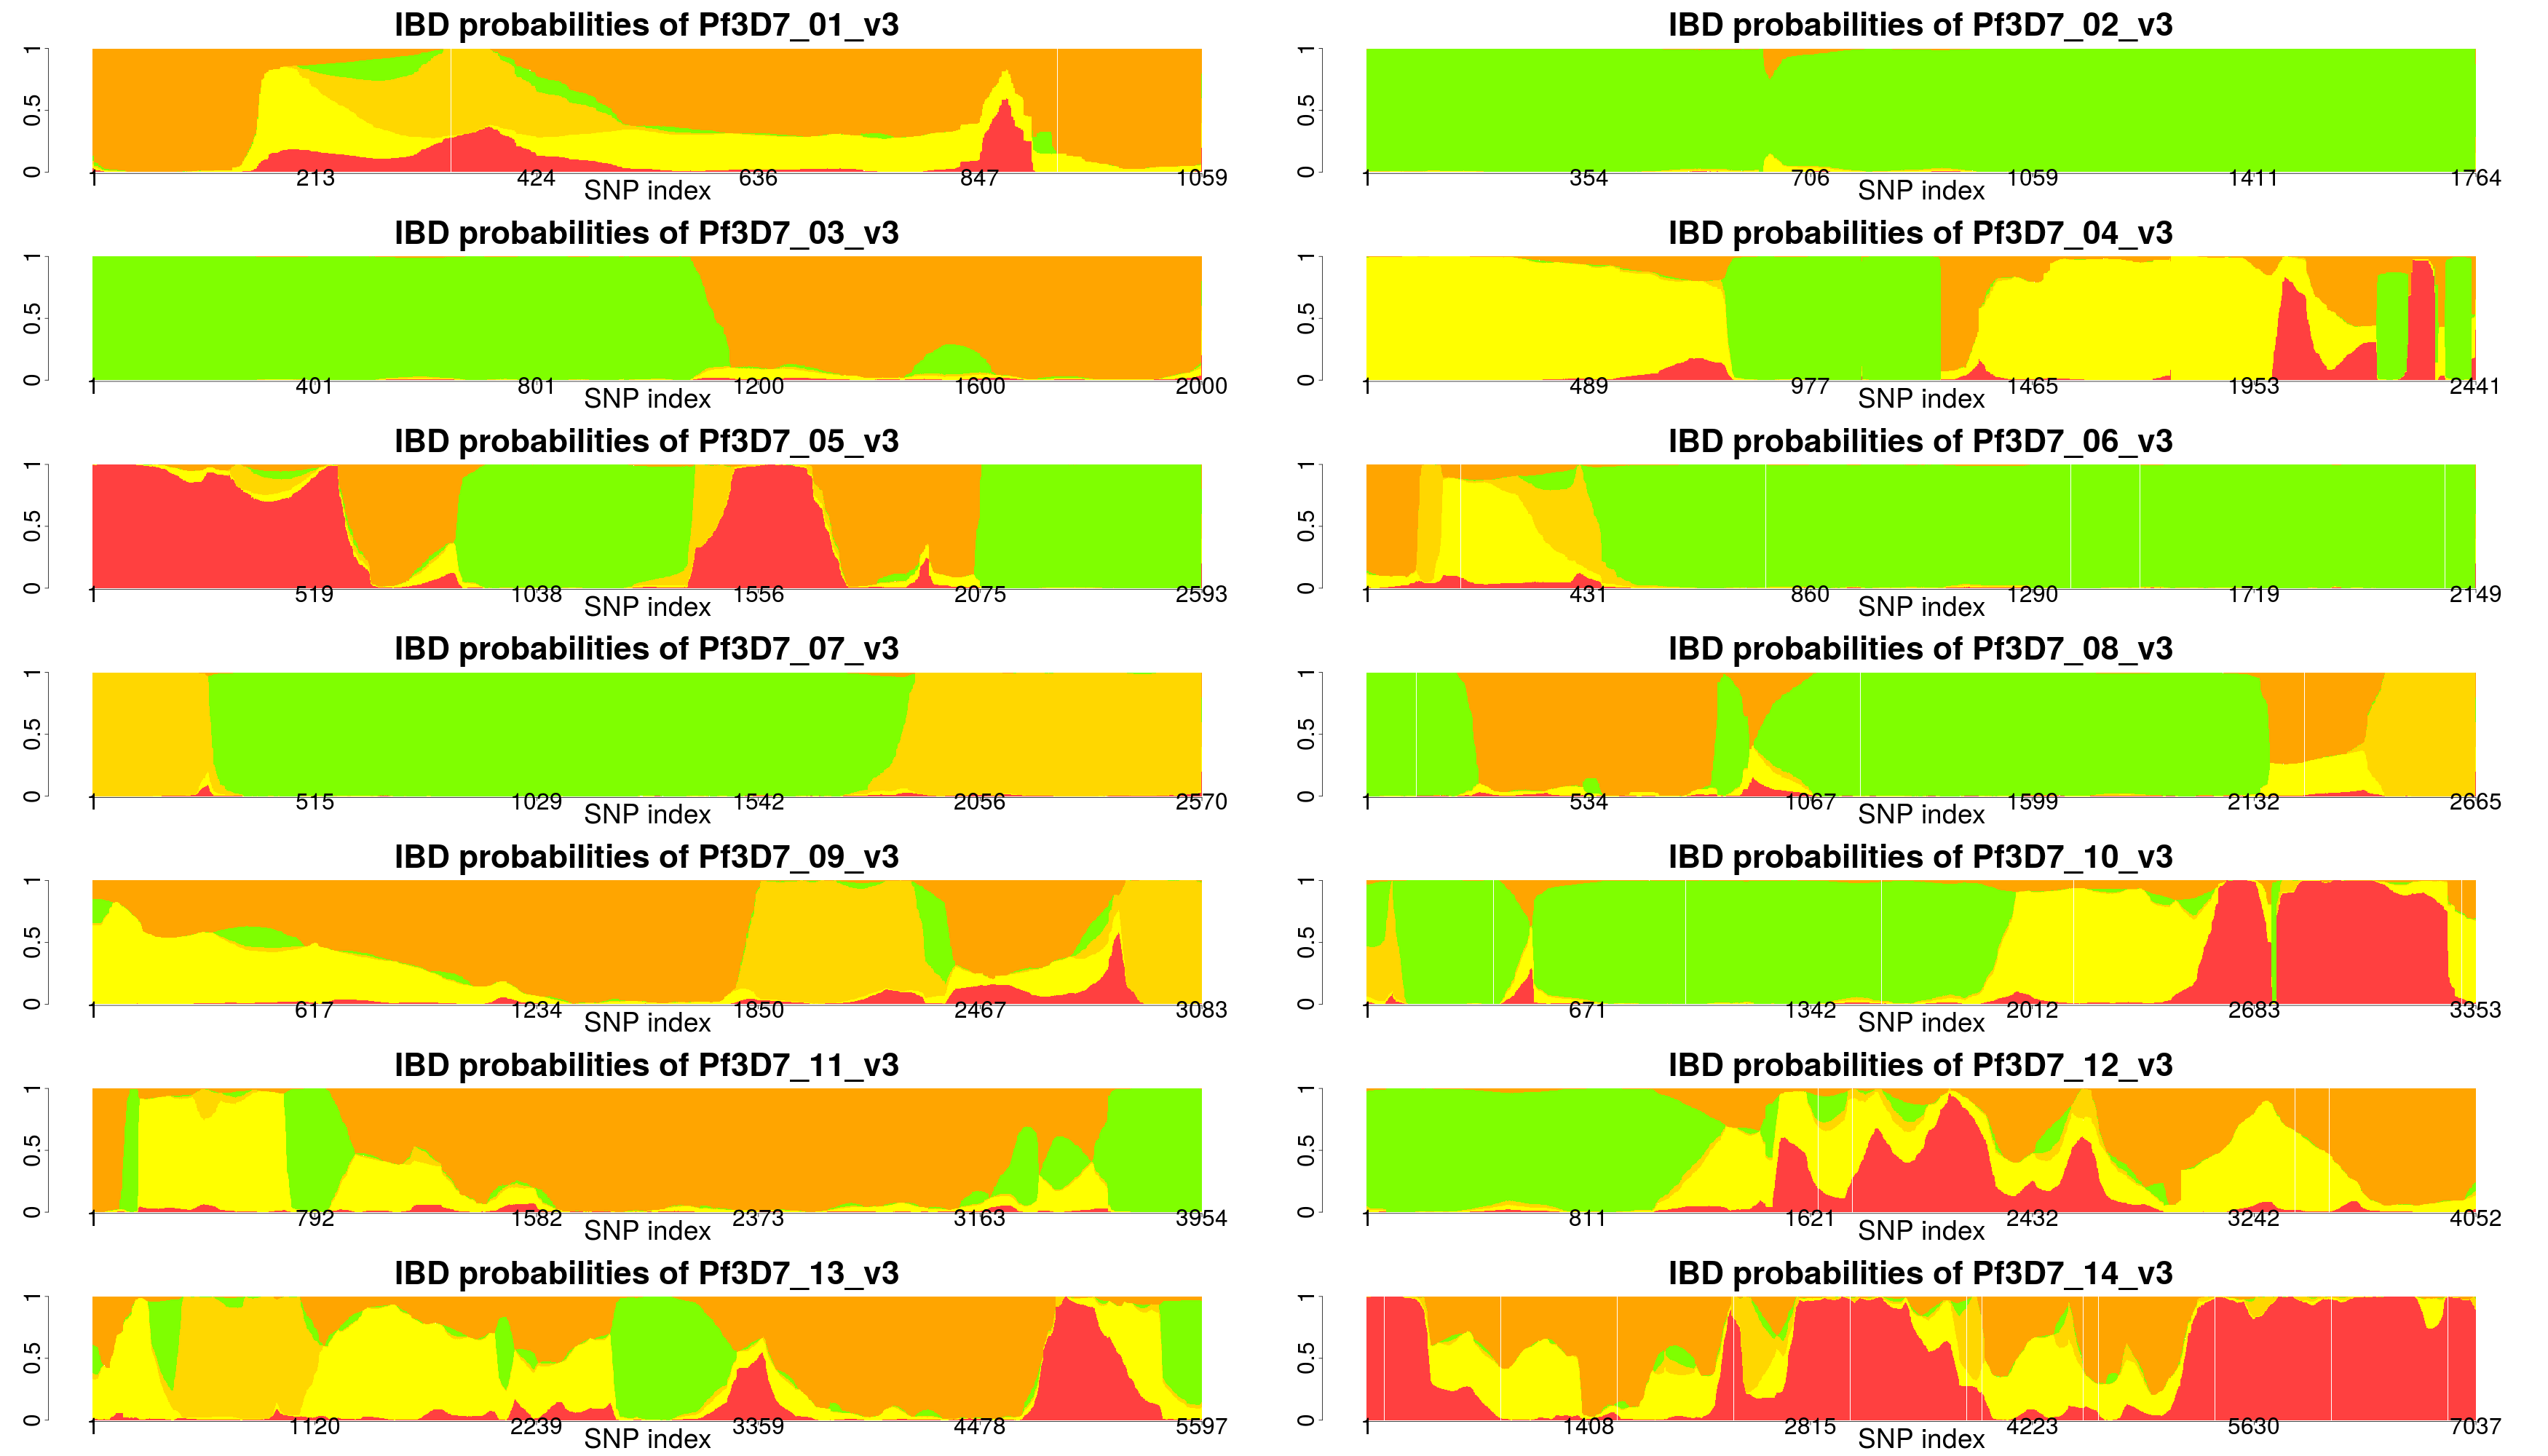 IBD probabilities of Pf3D7_01_v3
0 0.5 1
1 213 424 636 847 1059
SNP index
IBD probabilities of Pf3D7_02_v3
0 0.5 1
1 354 706 1059 1411 1764
SNP index
IBD probabilities of Pf3D7_03_v3
0 0.5 1
1 401 801 1200 1600 2000
SNP index
IBD probabilities of Pf3D7_04_v3
0 0.5 1
1 489 977 1465 1953 2441
SNP index
IBD probabilities of Pf3D7_05_v3
0 0.5 1
1 519 1038 1556 2075 2593
SNP index
IBD probabilities of Pf3D7_06_v3
0 0.5 1
1 431 860 1290 1719 2149
SNP index
IBD probabilities of Pf3D7_07_v3
0 0.5 1
1 515 1029 1542 2056 2570
SNP index
IBD probabilities of Pf3D7_08_v3
0 0.5 1
1 534 1067 1599 2132 2665
SNP index
IBD probabilities of Pf3D7_09_v3
0 0.5 1
1 617 1234 1850 2467 3083
SNP index
IBD probabilities of Pf3D7_10_v3
0 0.5 1
1 671 1342 2012 2683 3353
SNP index
IBD probabilities of Pf3D7_11_v3
0 0.5 1
1 792 1582 2373 3163 3954
SNP index
IBD probabilities of Pf3D7_12_v3
0 0.5 1
1 811 1621 2432 3242 4052
SNP index
IBD probabilities of Pf3D7_13_v3
0 0.5 1
1 1120 2239 3359 4478 5597
SNP index
IBD probabilities of Pf3D7_14_v3
0 0.5 1
1 1408 2815 4223 5630 7037
SNP index